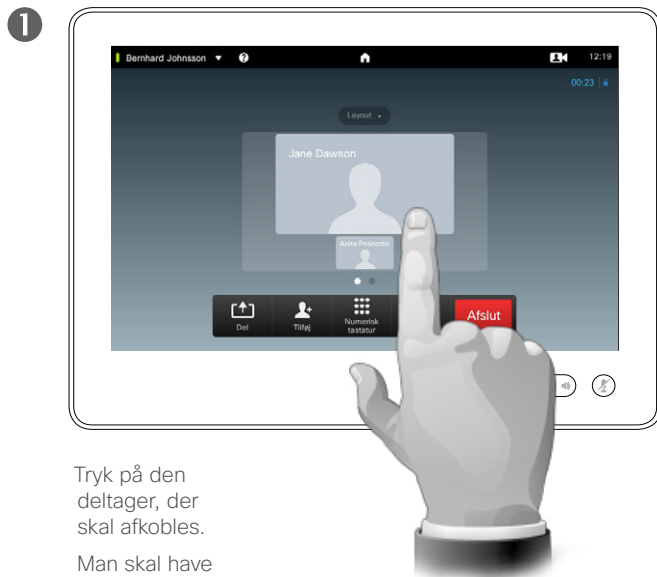 1
Bernhard Johnsson ▼ ? 12:19
00:23
Layout
Jane Dawson
Anita Pescotto
Del
Tilføj
Numerisk
tastatur
Afslut
Tryk på den
deltager, der
skal afkobles.
Man skal have